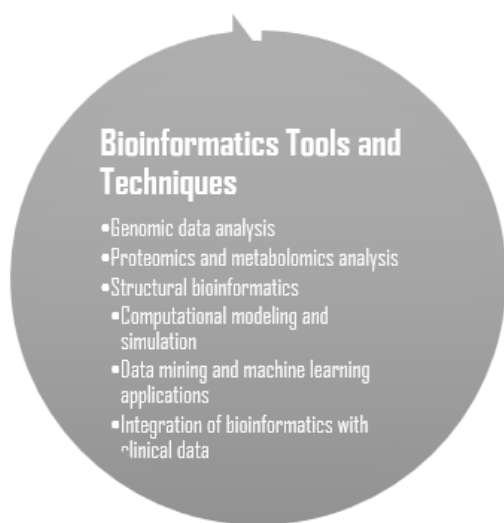 Bioinformatics Tools and
Techniques
•Genomic data analysis
•Proteomics and metabolomics analysis
•Structural bioinformatics
•Computational modeling and
simulation
•Data mining and machine learning
applications
•Integration of bioinformatics with
clinical data